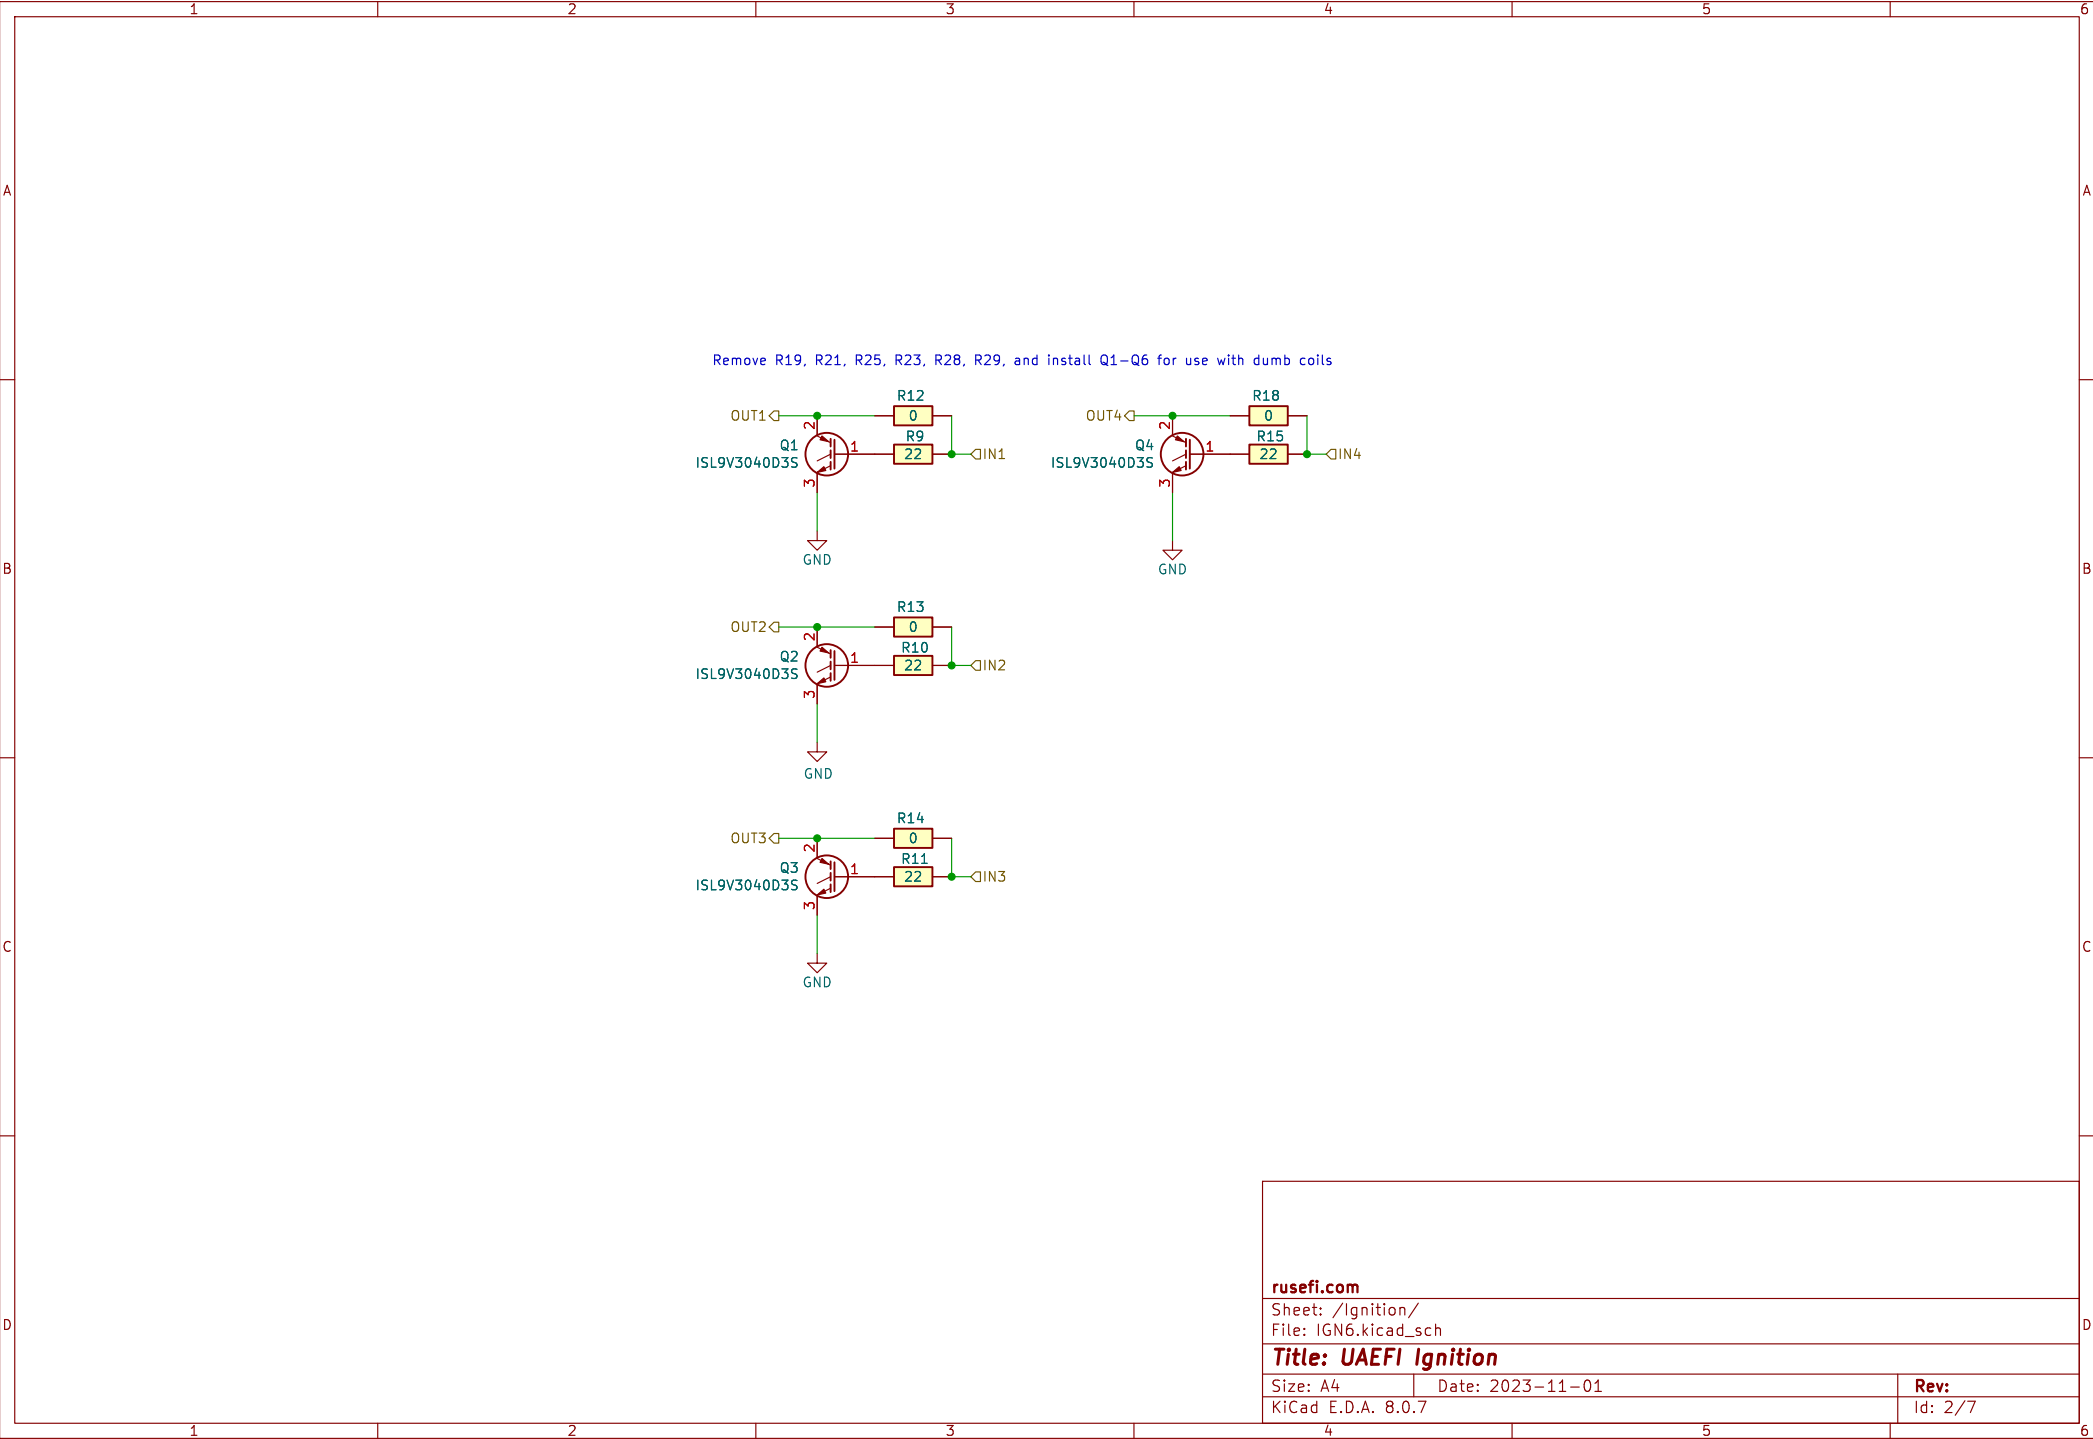 1 2 3 4 5 6
A A
Remove R19, R21, R25, R23, R28, R29, and install Q1-Q6 for use with dumb coils
R12
OUT1 2 0
R9
Q1 1 22 IN1
ISL9V3040D3S
3
GND
R18
OUT4 2 0
R15
Q4 1 22 IN4
ISL9V3040D3S
3
GND
B B
R13
OUT2 2 0
R10
Q2 1 22 IN2
ISL9V3040D3S
3
GND
R14
OUT3 2 0
R11
Q3 1 22 IN3
ISL9V3040D3S
3
GND
C C
rusefi.com
Sheet: /Ignition/
File: IGN6.kicad_sch
D D
Title: UAEFI Ignition
Size: A4 Date: 2023-11-01 Rev:
KiCad E.D.A. 8.0.7 Id: 2/7
1 2 3 4 5 6